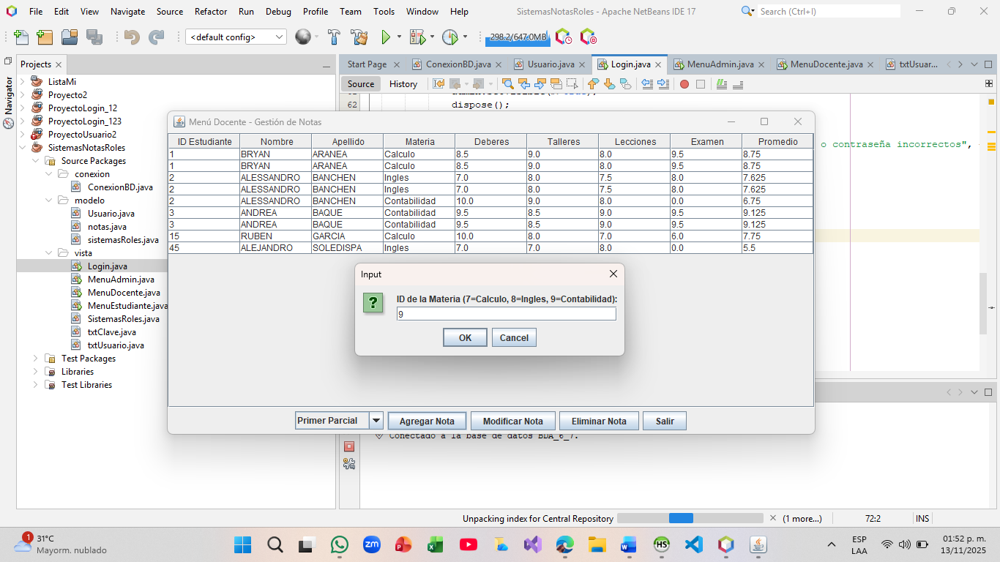 File Edit View Navigate Source Refactor Run Debug Profile Team Tools Window Help SistemasNotasRoles - Apache NetBeans IDE 17 Search (Ctrl+I)
<default config> 298.2/647.0MB
Projects
Start Page ConexionBD.java Usuario.java Login.java MenuAdmin.java MenuDocente.java txtUsuar...
Navigator
Source History
ListaMi
Proyecto2
ProyectoLogin_12
ProyectoLogin_123
ProyectoUsuario2
SistemasNotasRoles
Source Packages
conexion
ConexionBD.java
modelo
Usuario.java
notas.java
sistemasRoles.java
vista
Login.java
MenuAdmin.java
MenuDocente.java
MenuEstudiante.java
SistemasRoles.java
txtClave.java
txtUsuario.java
Test Packages
Libraries
Test Libraries
62 dispose();
o contraseña incorrectos",
Menú Docente - Gestión de Notas
ID Estudiante Nombre Apellido Materia Deberes Talleres Lecciones Examen Promedio
1 BRYAN ARANEA Calculo 8.5 9.0 8.0 9.5 8.75
1 BRYAN ARANEA Calculo 8.5 9.0 8.0 9.5 8.75
2 ALESSANDRO BANCHEN Ingles 7.0 8.0 7.5 8.0 7.625
2 ALESSANDRO BANCHEN Ingles 7.0 8.0 7.5 8.0 7.625
2 ALESSANDRO BANCHEN Contabilidad 10.0 9.0 8.0 0.0 6.75
3 ANDREA BAQUE Contabilidad 9.5 8.5 9.0 9.5 9.125
3 ANDREA BAQUE Contabilidad 9.5 8.5 9.0 9.5 9.125
15 RUBEN GARCIA Calculo 10.0 8.0 7.0 6.0 7.75
45 ALEJANDRO SOLEDISPA Ingles 7.0 7.0 8.0 0.0 5.5
Input
ID de la Materia (7=Calculo, 8=Ingles, 9=Contabilidad):
9
OK Cancel
Primer Parcial Agregar Nota Modificar Nota Eliminar Nota Salir
Conectado a la base de datos BDA_6_7.
Unpacking index for Central Repository (1 more...) 72:2 INS
1 31°C
Mayorm. nublado
zm
HS
ESP
LAA
01:52 p. m.
13/11/2025